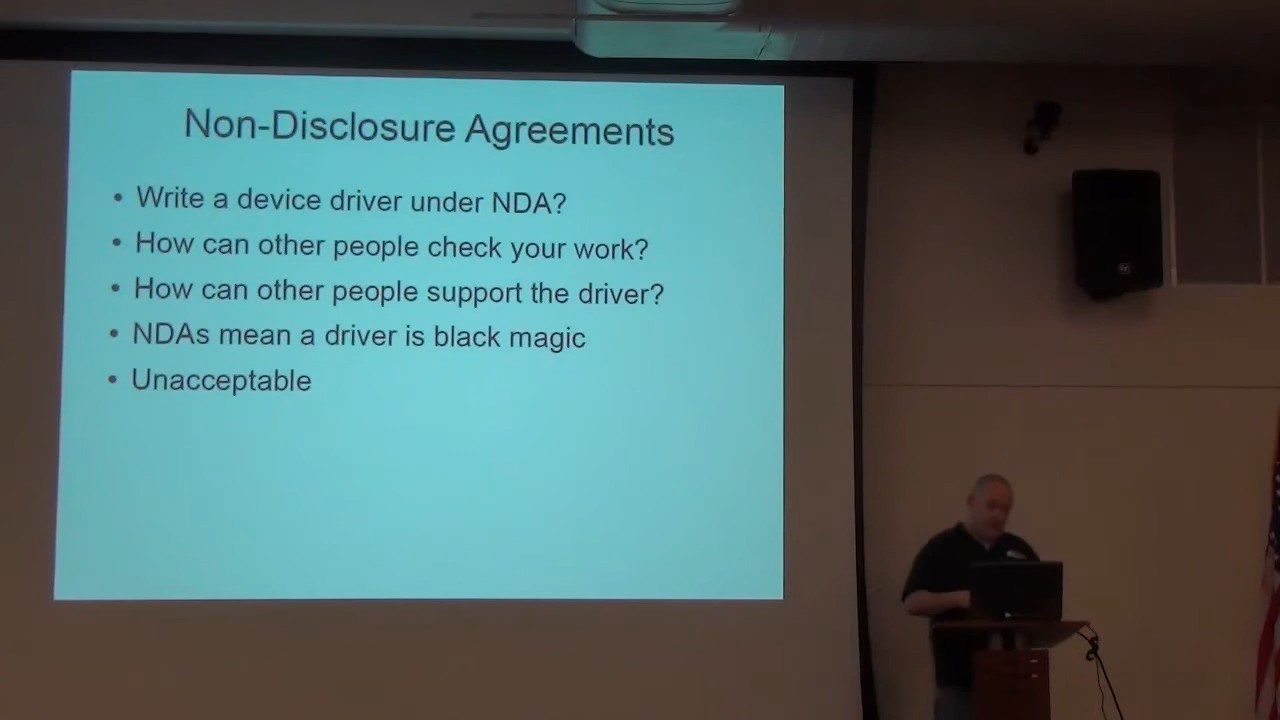 Non-Disclosure Agreements
• Write a device driver under NDA?
• How can other people check your work?
• How can other people support the driver?
• NDAs mean a driver is black magic
• Unacceptable